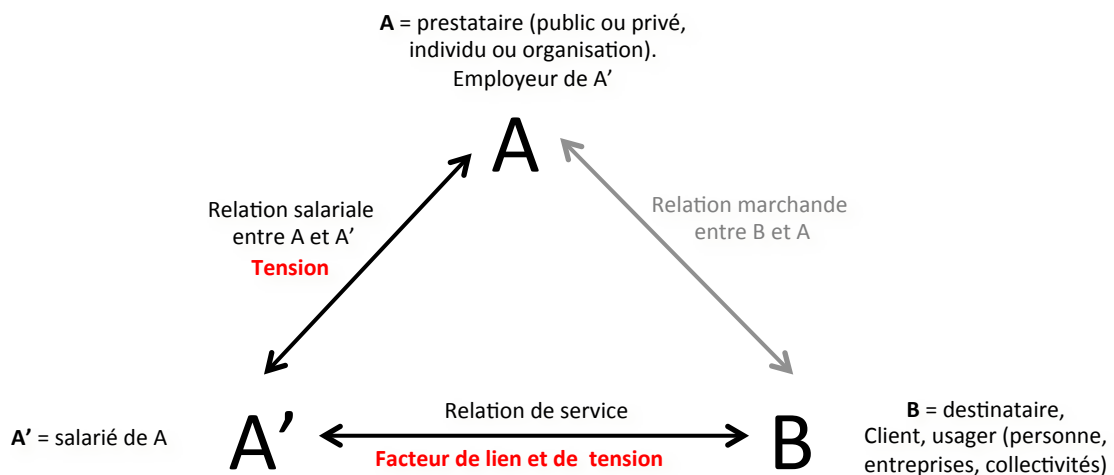 A = prestataire (public ou privé,
individu ou organisation).
Employeur de A’
A
Relation salariale
entre A et A’
Tension
Relation marchande
entre B et A
A’ = salarié de A
A’
Relation de service
Facteur de lien et de tension
B
B = destinataire,
Client, usager (personne,
entreprises, collectivités)